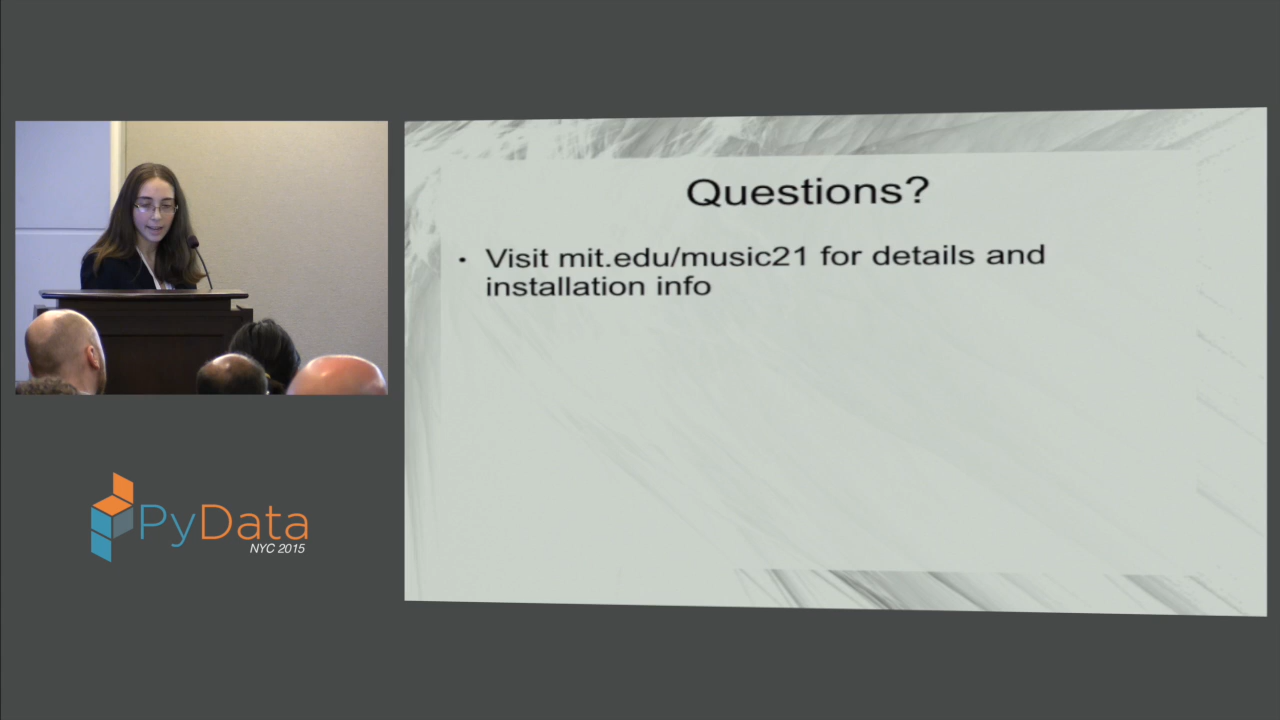 Questions?
• Visit mit.edu/music21 for details and
installation info
PyData
NYC 2015